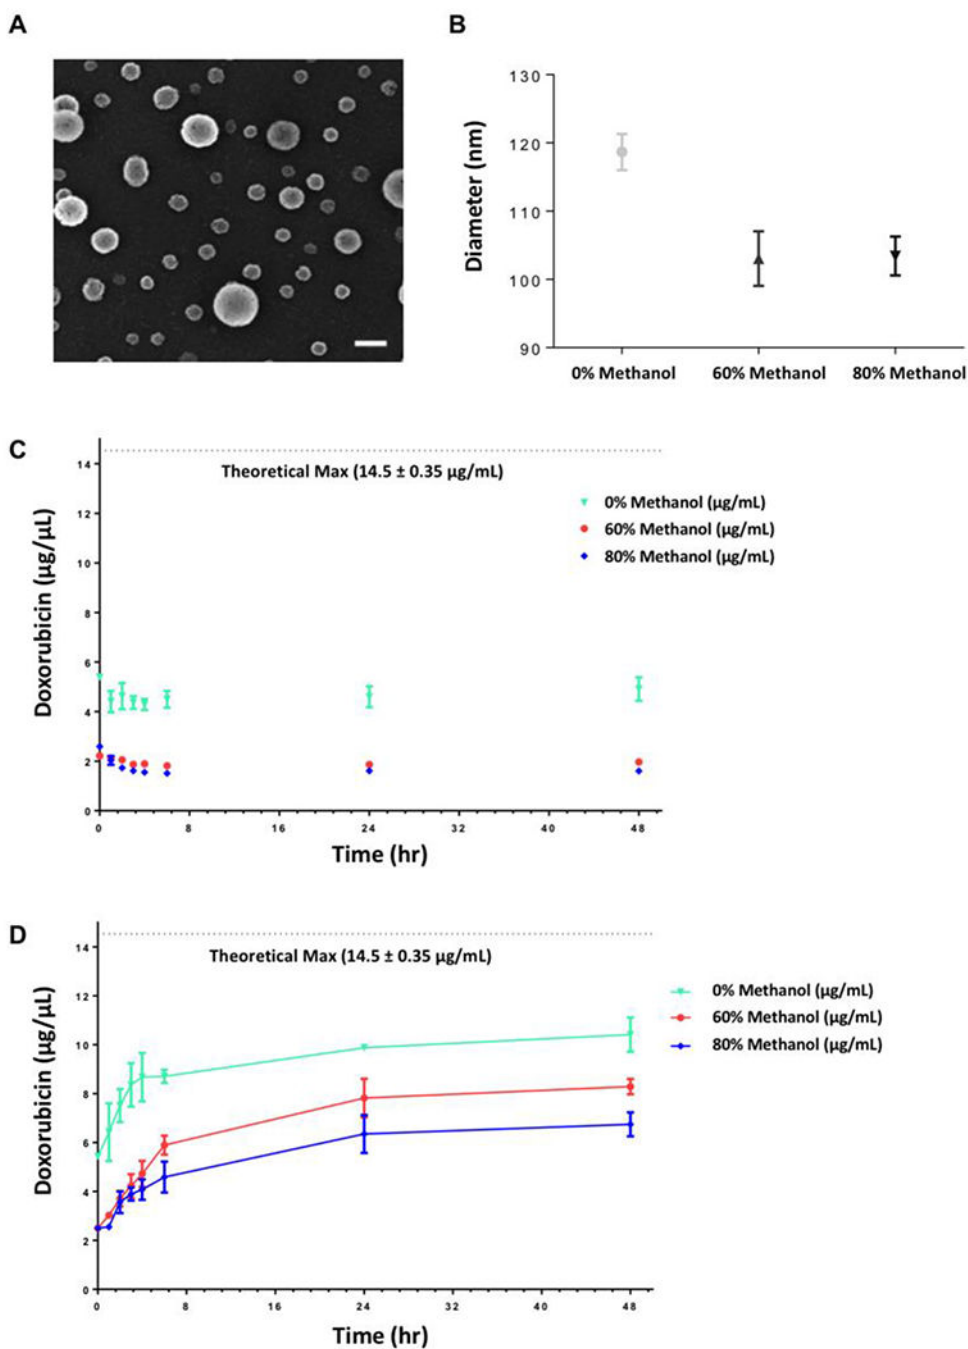 A
B
130
120
110
100
90
Diameter (nm)
0% Methanol 60% Methanol 80% Methanol
C
14
12
10
8
6
4
2
0
Doxorubicin (µg/µL)
Theoretical Max (14.5 ± 0.35 µg/mL)
0% Methanol (µg/mL)
60% Methanol (µg/mL)
80% Methanol (µg/mL)
0 8 16 24 32 40 48
Time (hr)
D
14
12
10
8
6
4
2
0
Doxorubicin (µg/µL)
Theoretical Max (14.5 ± 0.35 µg/mL)
0% Methanol (µg/mL)
60% Methanol (µg/mL)
80% Methanol (µg/mL)
0 8 16 24 32 40 48
Time (hr)